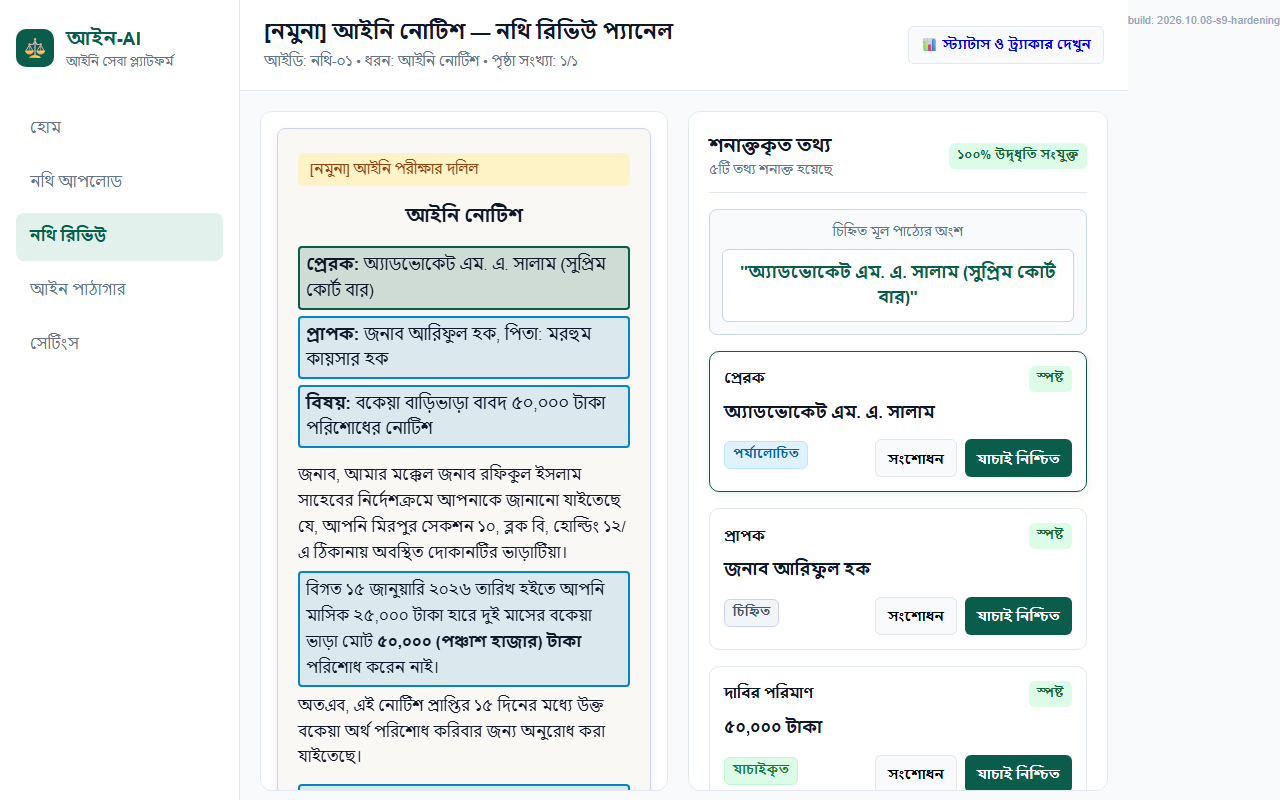 আইন-AI
আইনি সেবা প্ল্যাটফর্ম
হোম
নথি আপলোড
নথি রিভিউ
আইন পাঠাগার
সেটিংস
[নমুনা] আইনি নোটিশ — নথি রিভিউ প্যানেল
আইডি: নথি-০১ • ধরন: আইনি নোটিশ • পৃষ্ঠা সংখ্যা: ১/১
📊 স্ট্যাটাস ও ট্র্যাকার দেখুন
build: 2026.10.08-s9-hardening
[নমুনা] আইনি পরীক্ষার দলিল
আইনি নোটিশ
প্রেরক: অ্যাডভোকেট এম. এ. সালাম (সুপ্রিম
কোর্ট বার)
প্রাপক: জনাব আরিফুল হক, পিতা: মরহুম
কায়সার হক
বিষয়: বকেয়া বাড়িভাড়া বাবদ ৫০,০০০ টাকা
পরিশোধের নোটিশ
জনাব, আমার মক্কেল জনাব রফিকুল ইসলাম
সাহেবের নির্দেশক্রমে আপনাকে জানানো যাইতেছে
যে, আপনি মিরপুর সেকশন ১০, ব্লক বি, হোল্ডিং ১২/
এ ঠিকানায় অবস্থিত দোকানটির ভাড়াটিয়া।
বিগত ১৫ জানুয়ারি ২০২৬ তারিখ হইতে আপনি
মাসিক ২৫,০০০ টাকা হারে দুই মাসের বকেয়া
ভাড়া মোট ৫০,০০০ (পঞ্চাশ হাজার) টাকা
পরিশোধ করেন নাই।
অতএব, এই নোটিশ প্রাপ্তির ১৫ দিনের মধ্যে উক্ত
বকেয়া অর্থ পরিশোধ করিবার জন্য অনুরোধ করা
যাইতেছে।
শনাক্তকৃত তথ্য
৫টি তথ্য শনাক্ত হয়েছে
১০০% উদ্ধৃতি সংযুক্ত
চিহ্নিত মূল পাঠ্যের অংশ
"অ্যাডভোকেট এম. এ. সালাম (সুপ্রিম কোর্ট
বার)"
প্রেরক
স্পষ্ট
অ্যাডভোকেট এম. এ. সালাম
পর্যালোচিত
সংশোধন
যাচাই নিশ্চিত
প্রাপক
স্পষ্ট
জনাব আরিফুল হক
চিহ্নিত
সংশোধন
যাচাই নিশ্চিত
দাবির পরিমাণ
স্পষ্ট
৫০,০০০ টাকা
যাচাইকৃত
সংশোধন
যাচাই নিশ্চিত